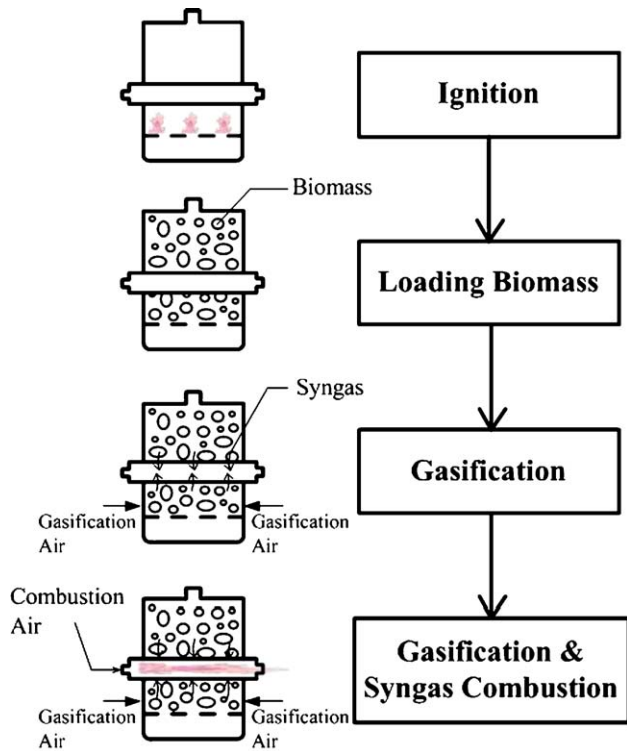 Ignition
Biomass
Loading Biomass
Syngas
Gasification
Gasification
Air
Gasification
Air
Combustion
Air
Gasification &
Syngas Combustion
Gasification
Air
Gasification
Air